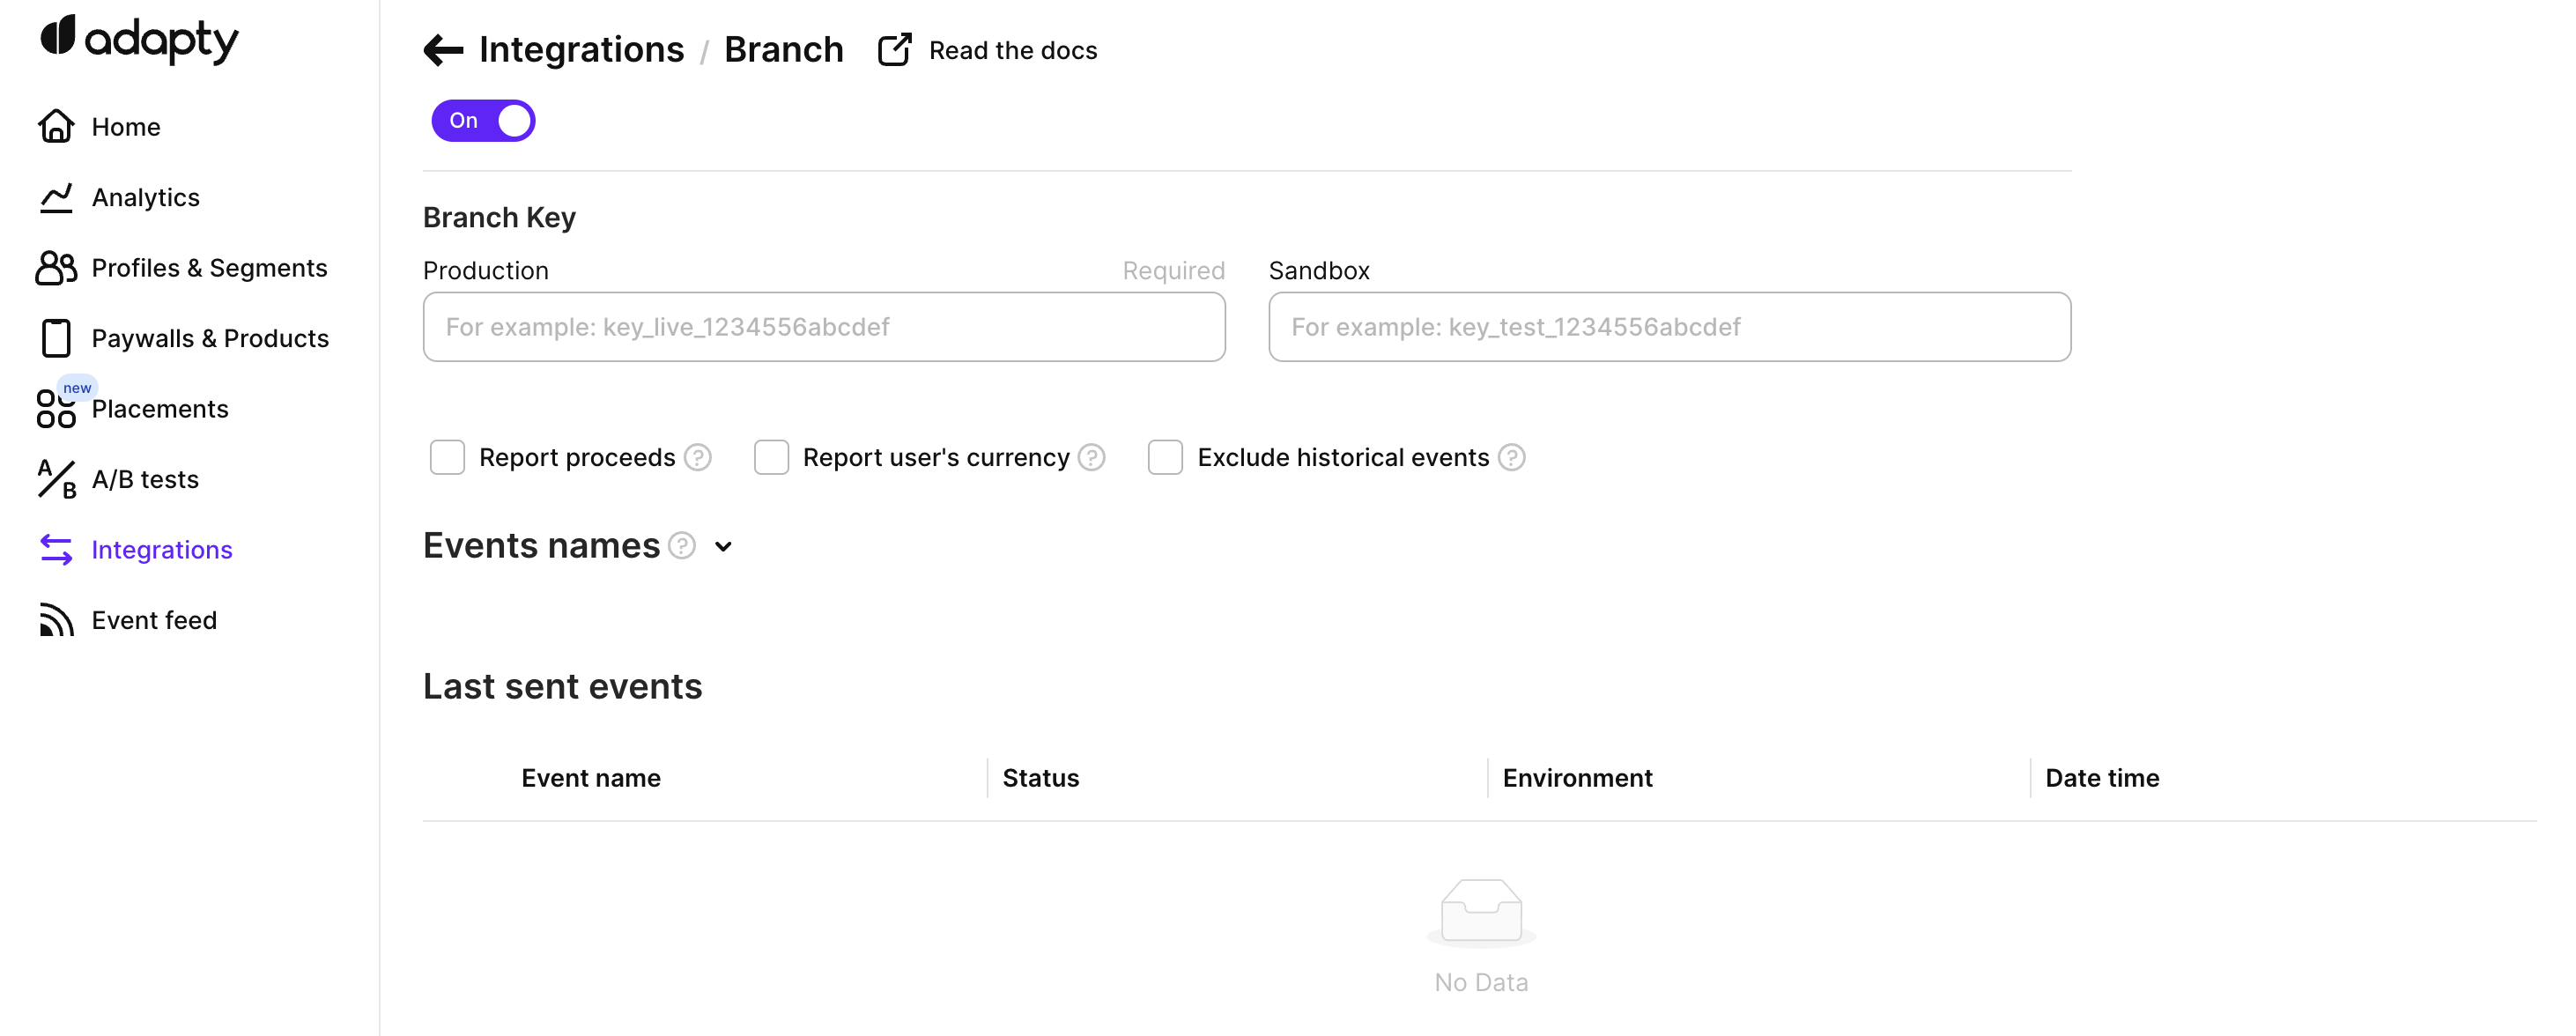 adapty
Home
Analytics
Profiles & Segments
Paywalls & Products
new
Placements
A/B tests
Integrations
Event feed
Integrations / Branch Read the docs
On
Branch Key
Production Required
For example: key_live_1234556abcdef
Sandbox
For example: key_test_1234556abcdef
Report proceeds ? Report user's currency ? Exclude historical events ?
Events names ?
Last sent events
Event name Status Environment Date time
No Data